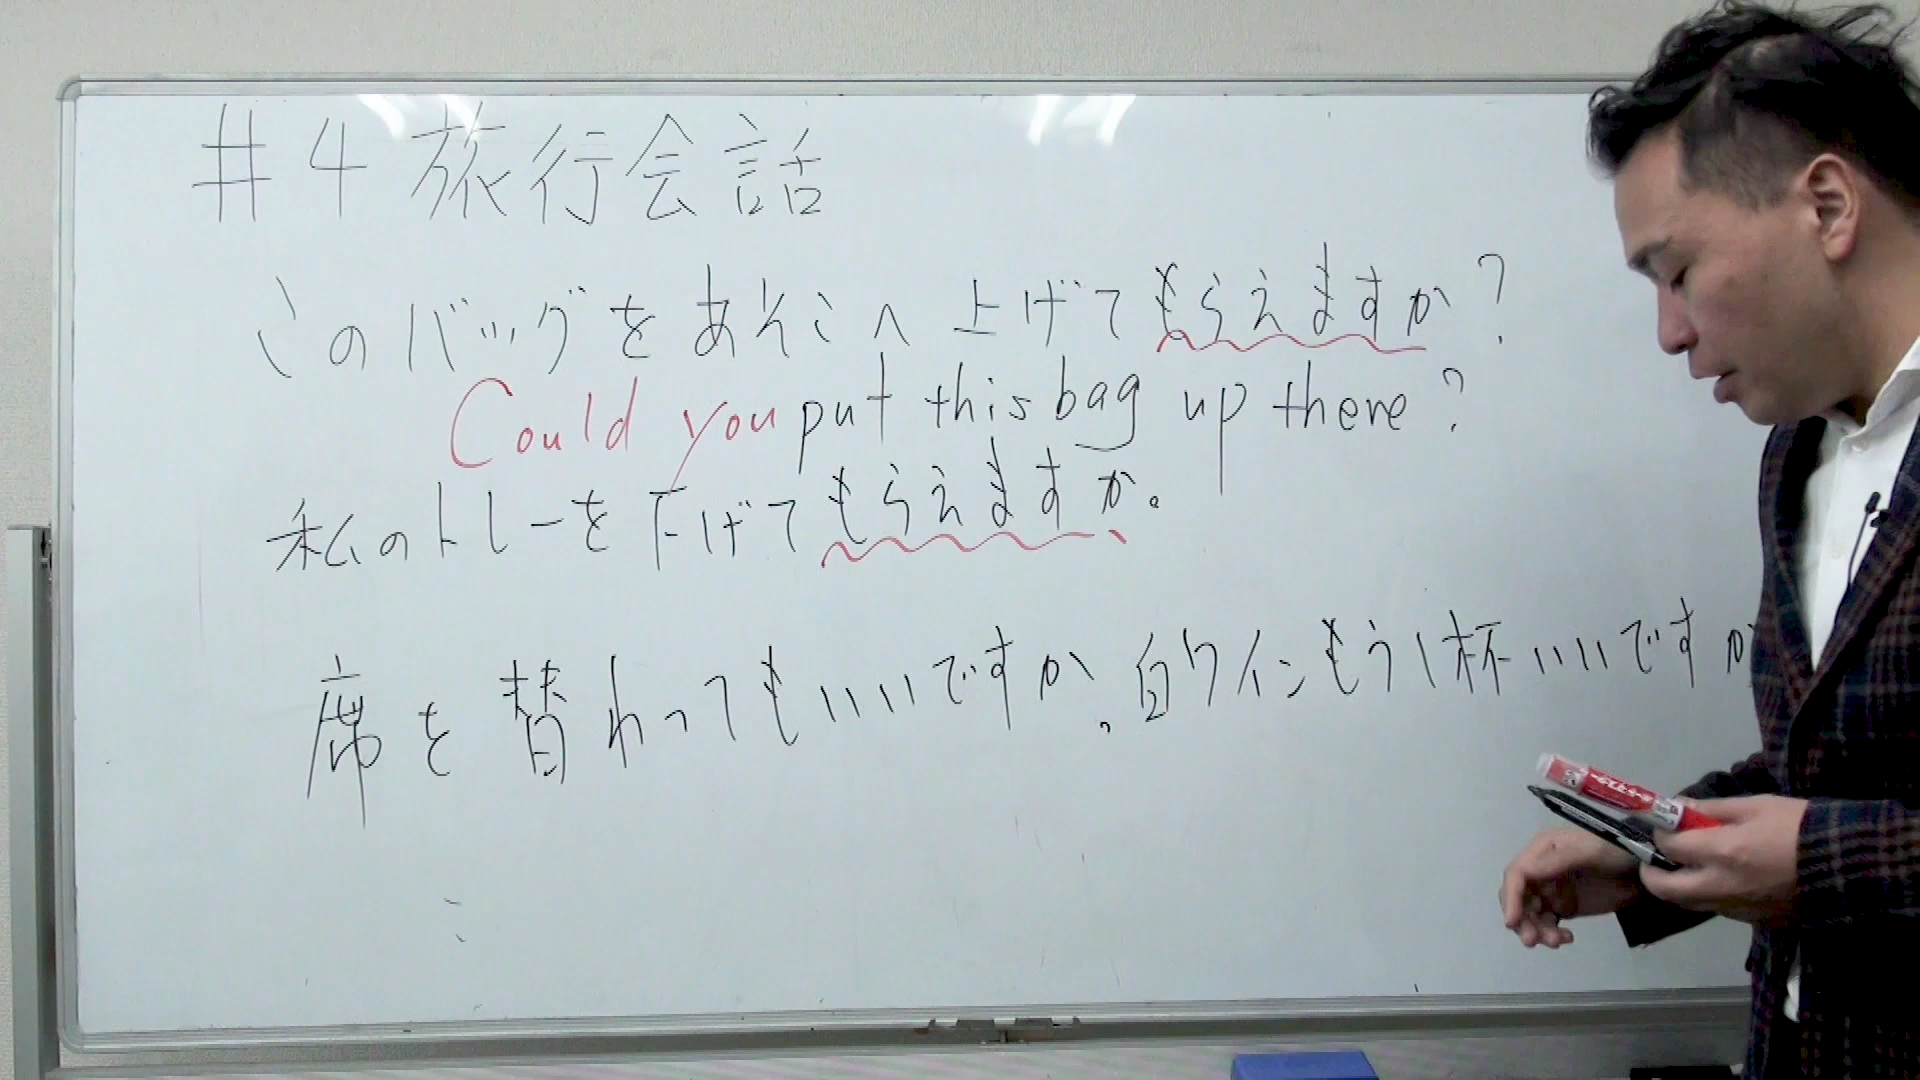 #4 旅行会話
このバッグをあそこへ上げてもらえますか?
Could you put this bag up there?
私のトレーを下げてもらえますか。
席を替わってもいいですか。白ワインもう1杯いいですか